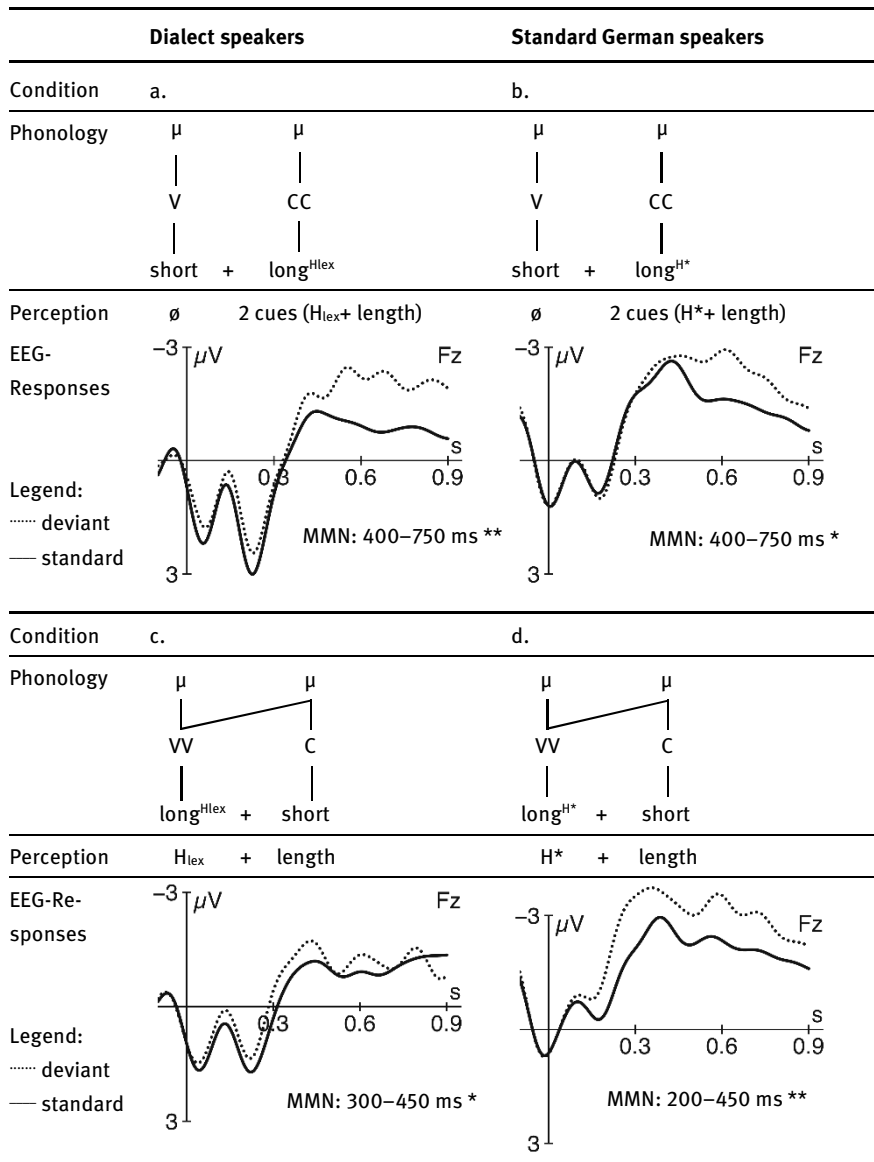 Dialect speakers Standard German speakers
Condition a. b.
Phonology μ μ μ μ
V CC V CC
short + long^Hlex short + long^H*
Perception ø 2 cues (Hlex+ length) ø 2 cues (H*+ length)
EEG-
Responses
−3 μV Fz −3 μV Fz
s s
0.3 0.6 0.9 0.3 0.6 0.9
Legend:
...... deviant
— standard
MMN: 400–750 ms ** MMN: 400–750 ms *
3 3
Condition c. d.
Phonology μ μ μ μ
VV C VV C
long^Hlex + short long^H* + short
Perception Hlex + length H* + length
EEG-Re-
sponses
−3 μV Fz −3 μV Fz
s s
0.3 0.6 0.9 0.3 0.6 0.9
Legend:
...... deviant
— standard
MMN: 300–450 ms * MMN: 200–450 ms **
3 3